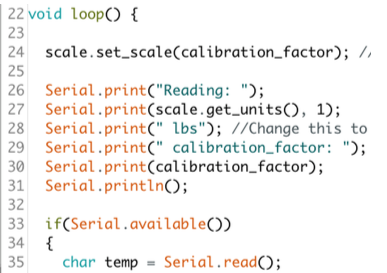 22 void loop() {
23
24 scale.set_scale(calibration_factor); //
25
26 Serial.print("Reading: ");
27 Serial.print(scale.get_units(), 1);
28 Serial.print(" lbs"); //Change this to
29 Serial.print(" calibration_factor: ");
30 Serial.print(calibration_factor);
31 Serial.println();
32
33 if(Serial.available())
34 {
35 char temp = Serial.read();